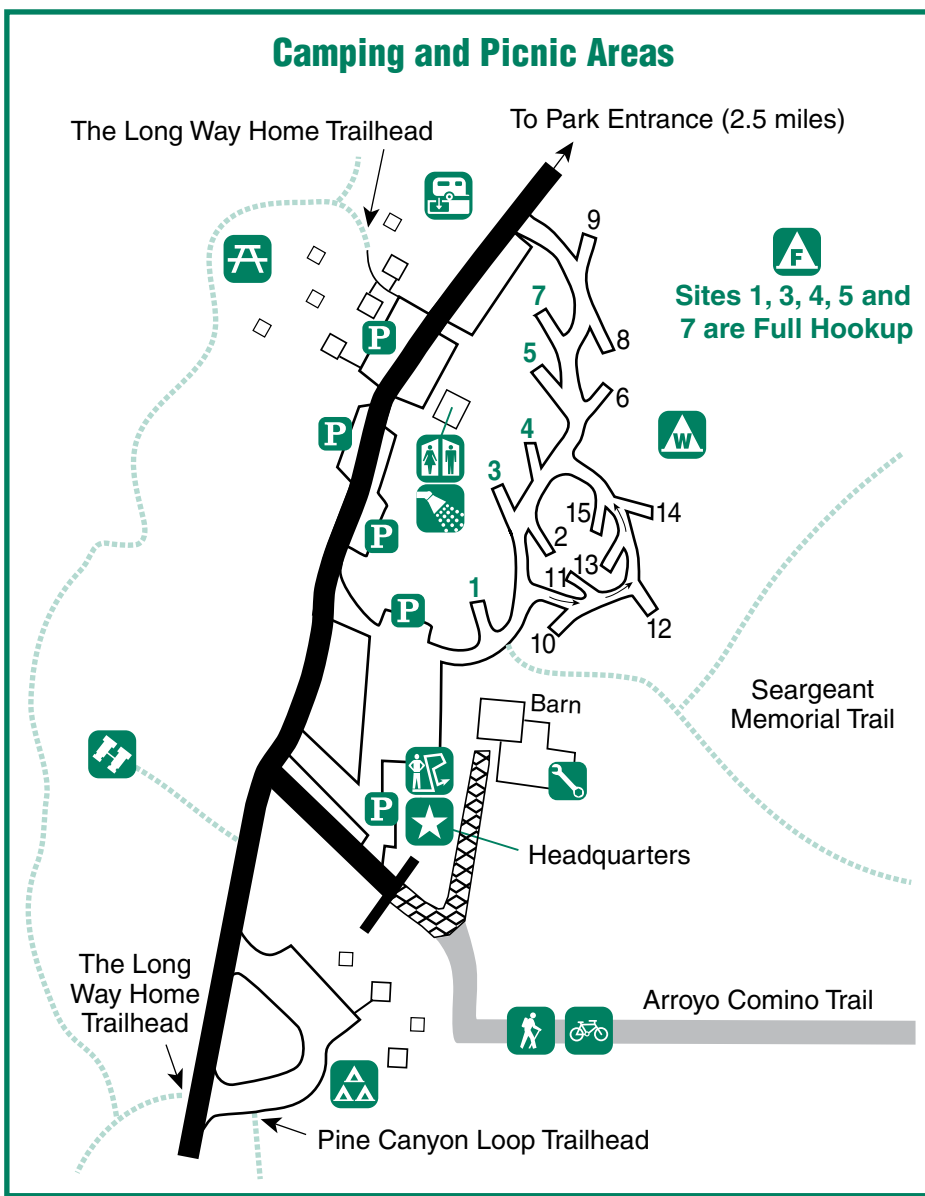 Camping and Picnic Areas
The Long Way Home Trailhead
To Park Entrance (2.5 miles)
9
F
Sites 1, 3, 4, 5 and
7 are Full Hookup
7
8
P
5
6
P
4
W
3
15
14
P
2
13
11
1
P
12
10
Seargeant
Memorial Trail
Barn
P
Headquarters
The Long
Way Home
Trailhead
Arroyo Comino Trail
Pine Canyon Loop Trailhead